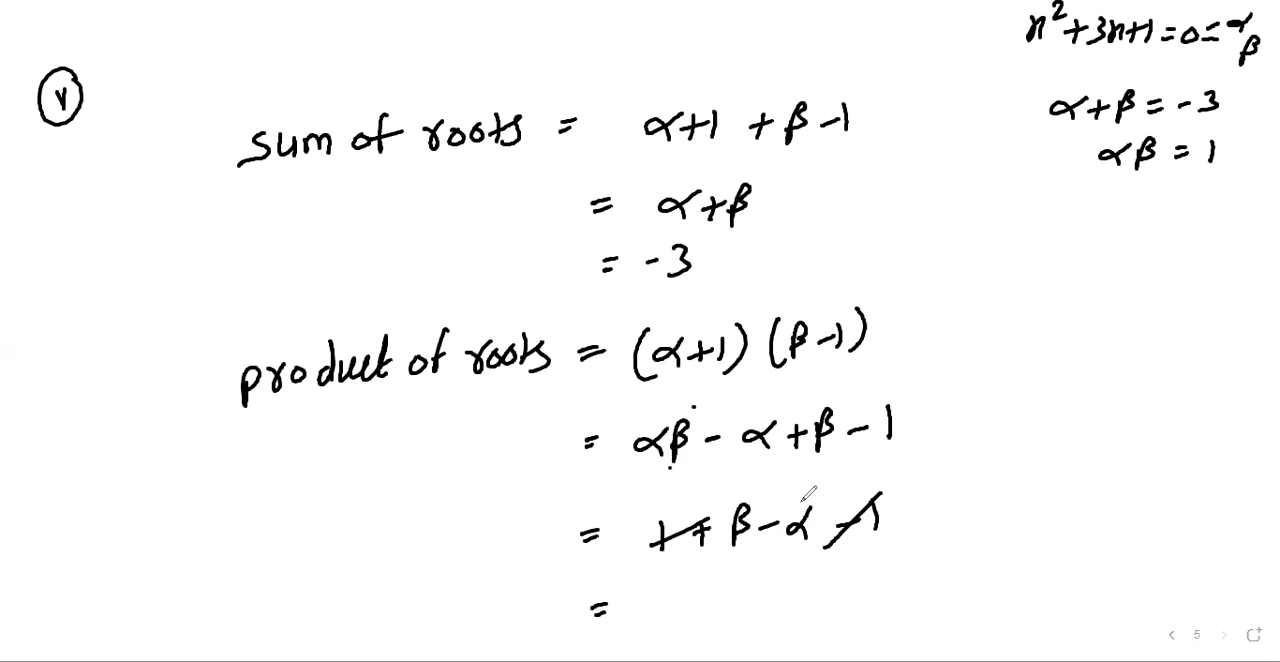 x²+3x+1=0 = α β
α+β = -3
αβ = 1
v
sum of roots = α+1 + β-1
= α+β
= -3
product of roots = (α+1) (β-1)
= αβ - α + β - 1
= 1 + β - α - 1
=
5